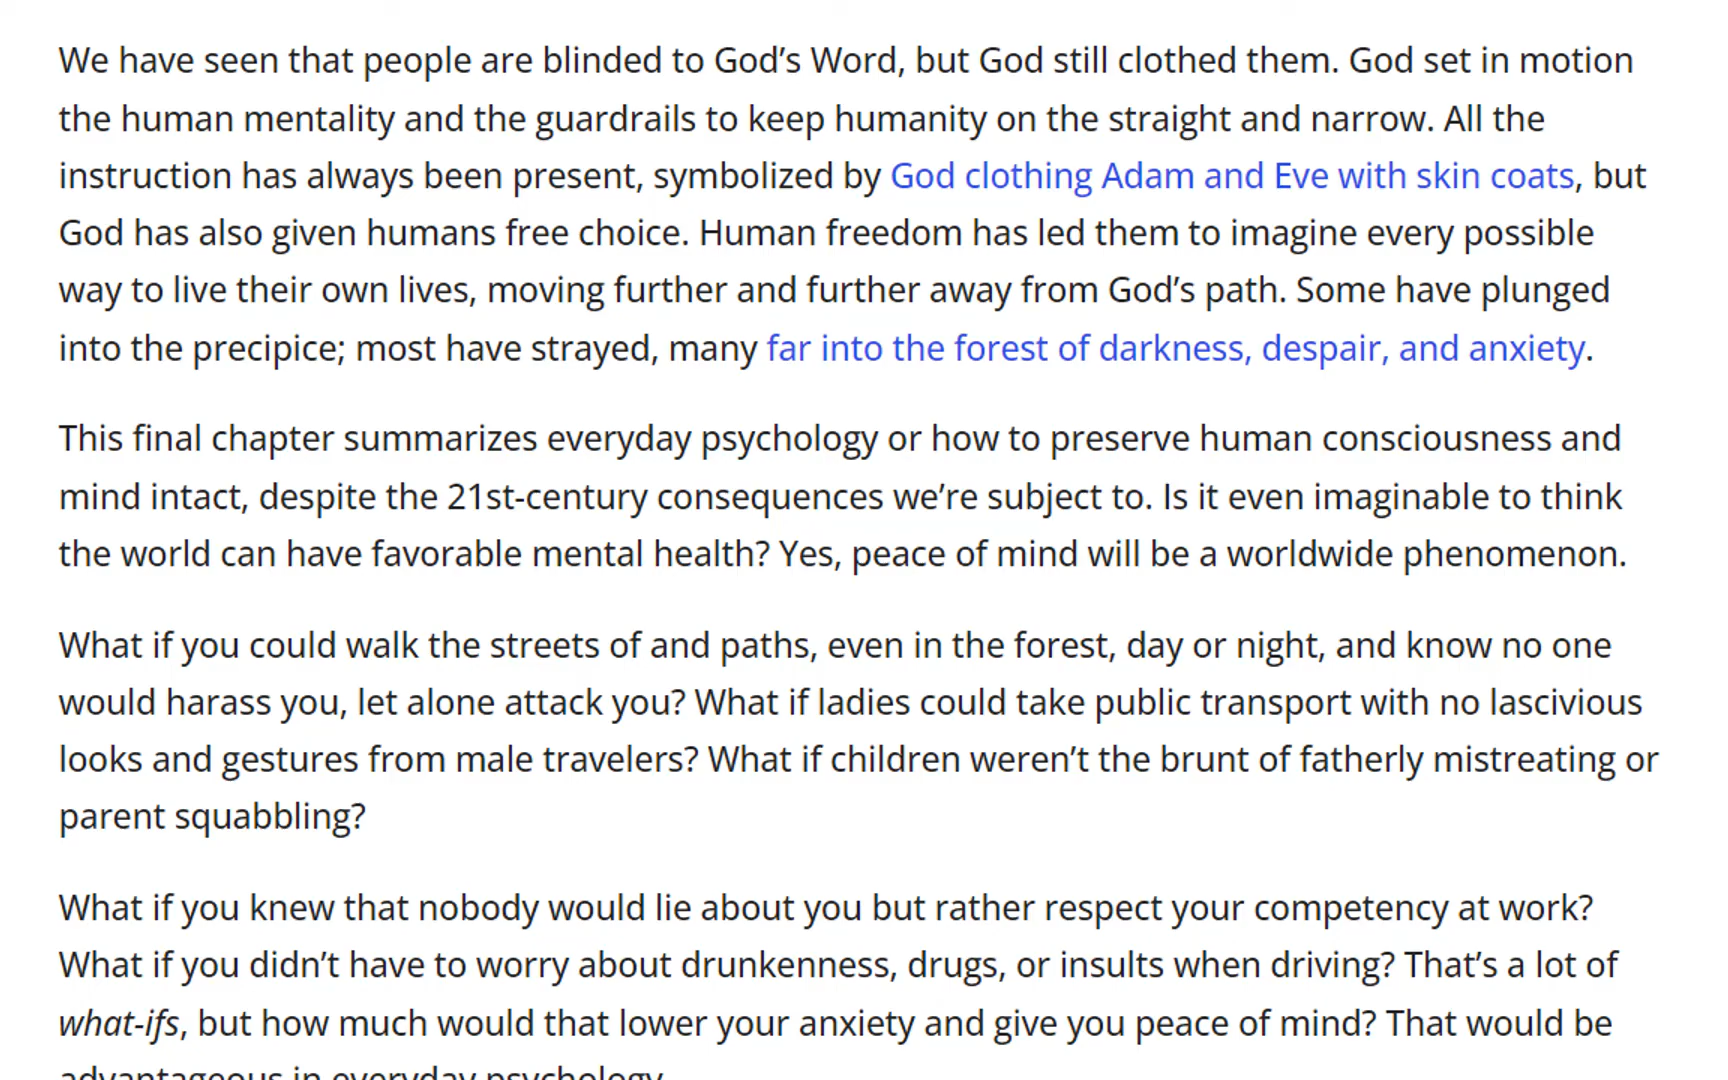 We have seen that people are blinded to God’s Word, but God still clothed them. God set in motion
the human mentality and the guardrails to keep humanity on the straight and narrow. All the
instruction has always been present, symbolized by God clothing Adam and Eve with skin coats, but
God has also given humans free choice. Human freedom has led them to imagine every possible
way to live their own lives, moving further and further away from God’s path. Some have plunged
into the precipice; most have strayed, many far into the forest of darkness, despair, and anxiety.
This final chapter summarizes everyday psychology or how to preserve human consciousness and
mind intact, despite the 21st-century consequences we’re subject to. Is it even imaginable to think
the world can have favorable mental health? Yes, peace of mind will be a worldwide phenomenon.
What if you could walk the streets of and paths, even in the forest, day or night, and know no one
would harass you, let alone attack you? What if ladies could take public transport with no lascivious
looks and gestures from male travelers? What if children weren’t the brunt of fatherly mistreating or
parent squabbling?
What if you knew that nobody would lie about you but rather respect your competency at work?
What if you didn’t have to worry about drunkenness, drugs, or insults when driving? That’s a lot of
what-ifs, but how much would that lower your anxiety and give you peace of mind? That would be
advantageous in everyday psychology.